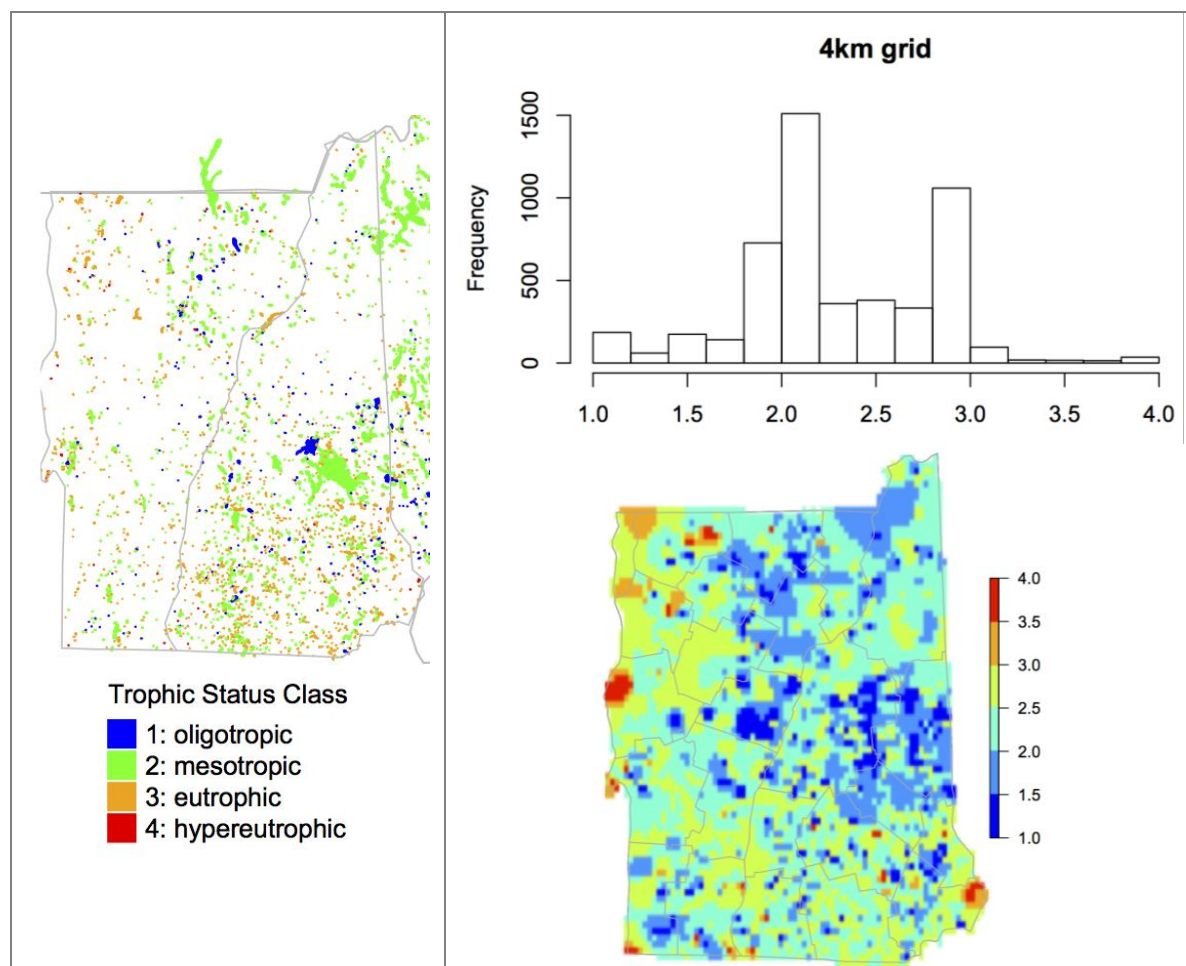 Trophic Status Class
1: oligotropic
2: mesotropic
3: eutrophic
4: hypereutrophic
4km grid
Frequency
1500
1000
500
0
1.0 1.5 2.0 2.5 3.0 3.5 4.0
4.0
3.5
3.0
2.5
2.0
1.5
1.0